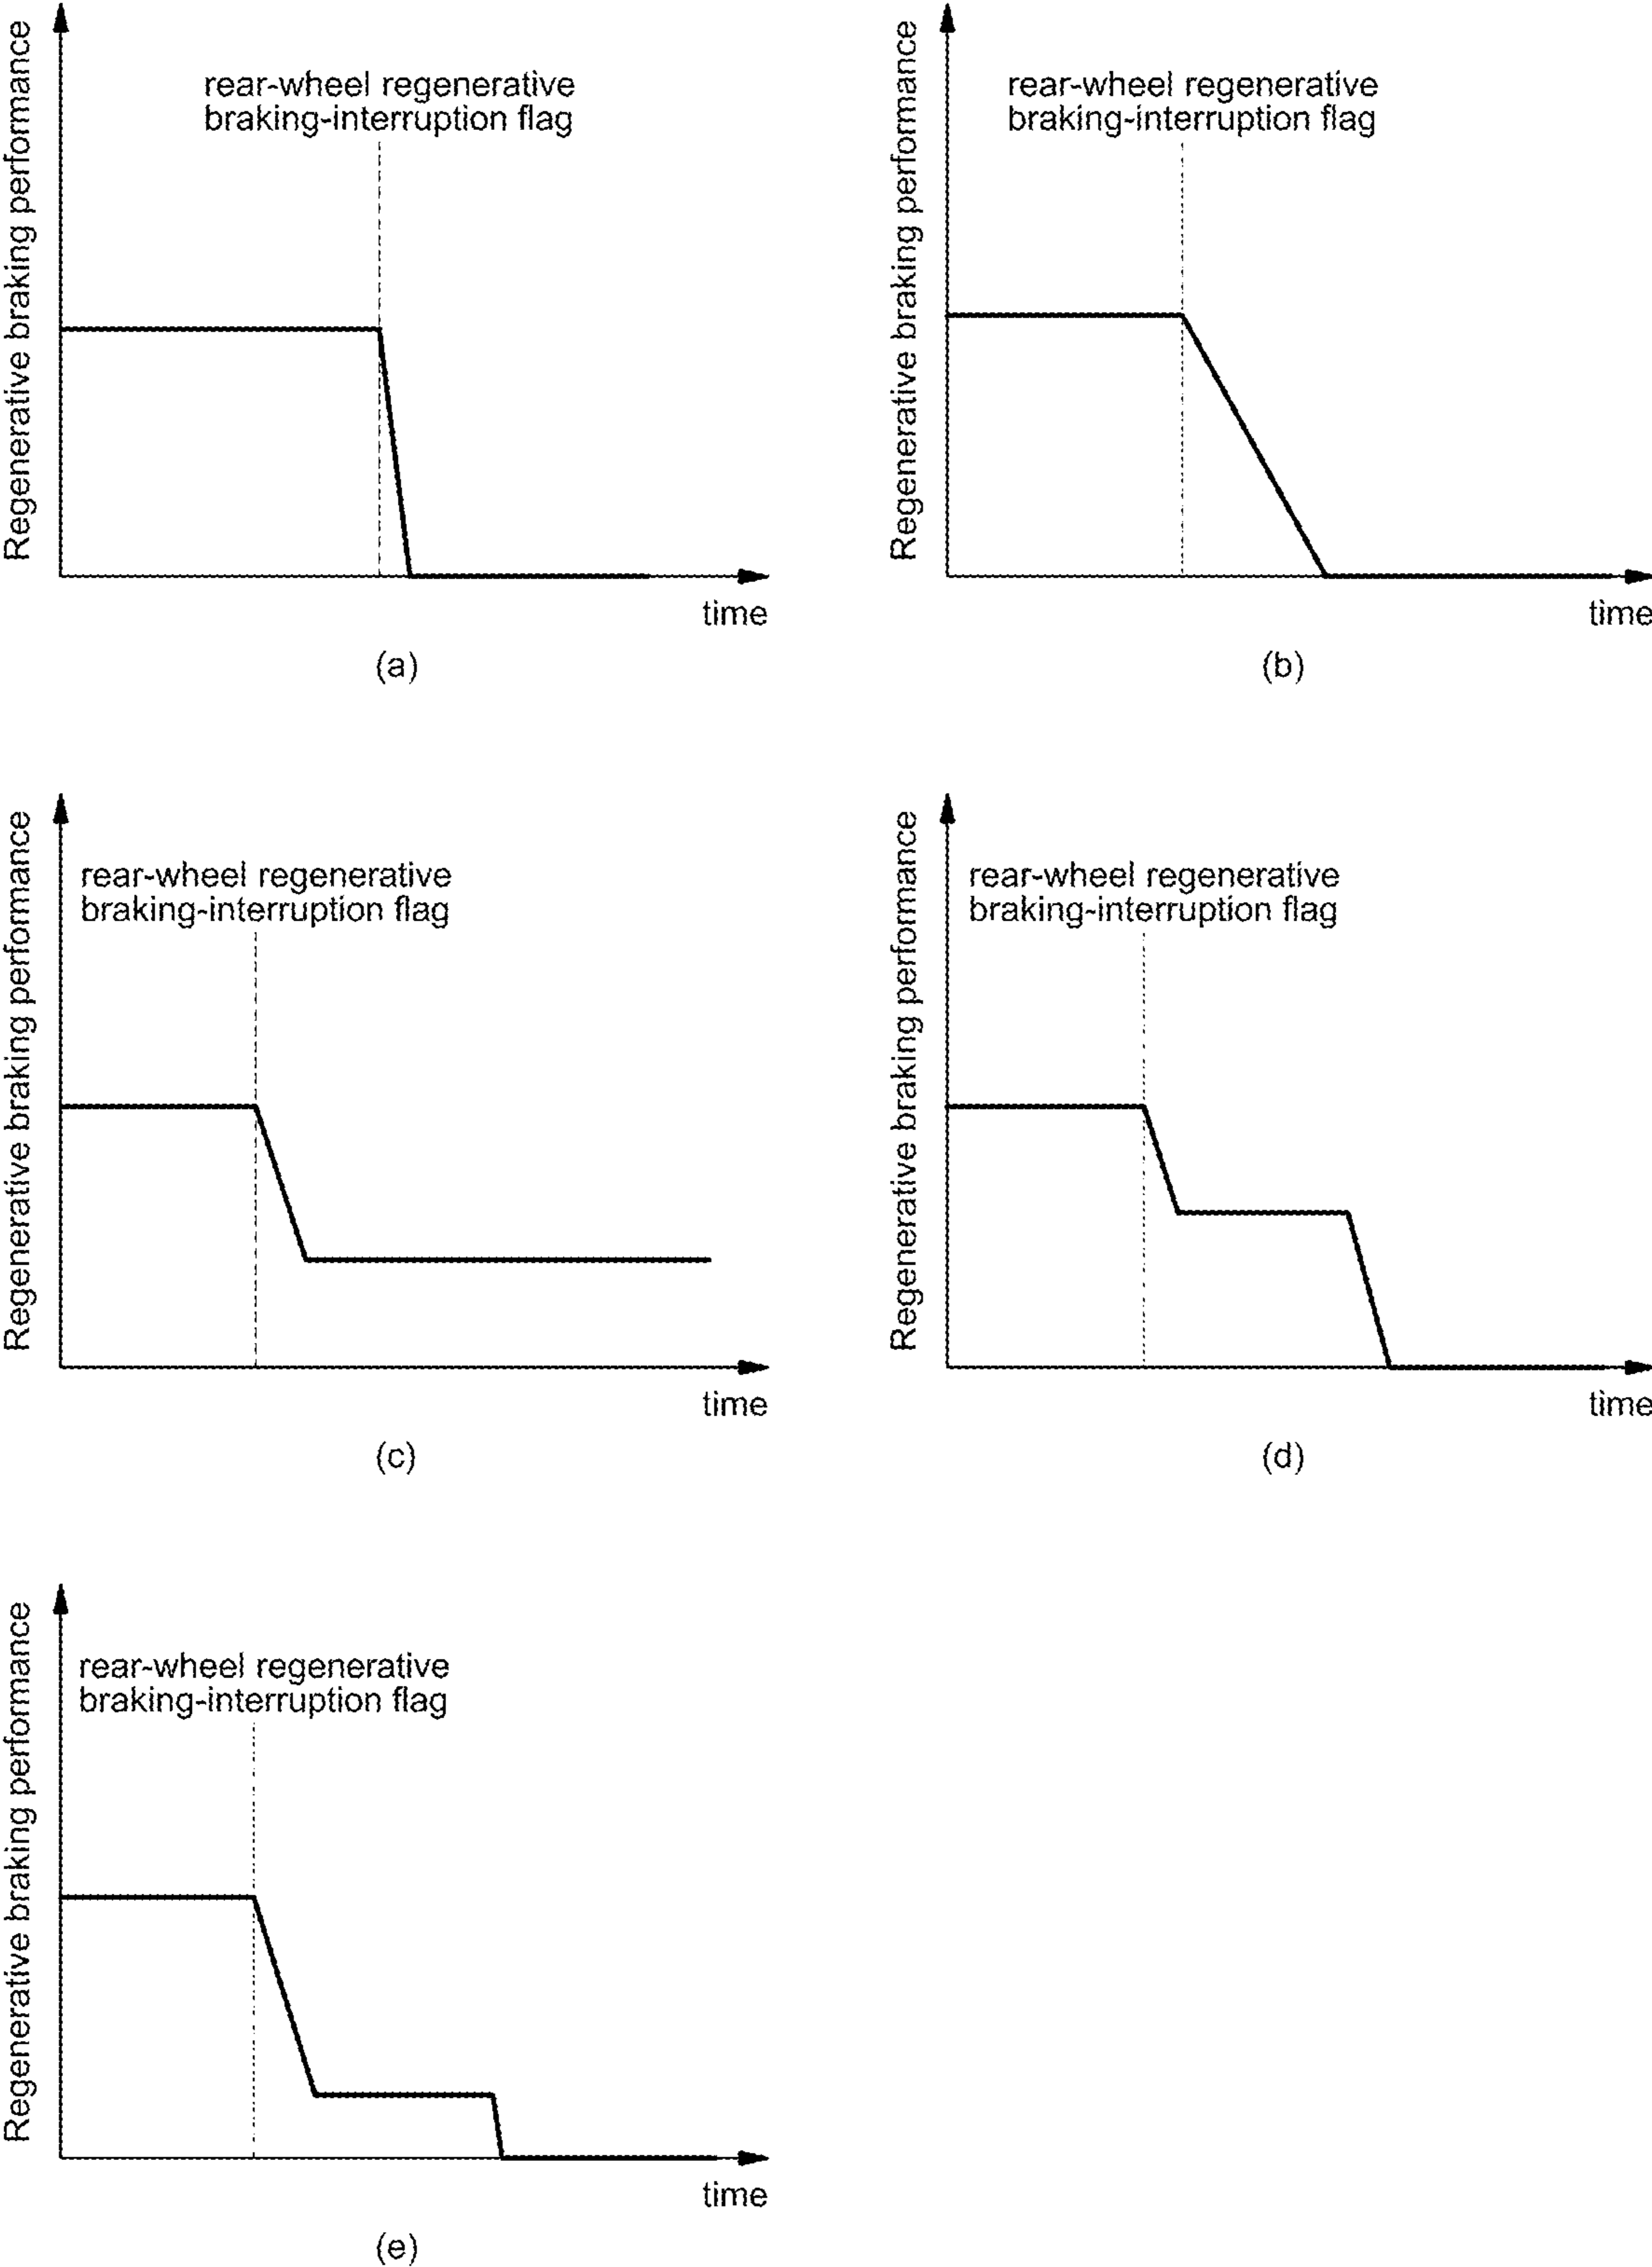 Regenerative braking performance
rear-wheel regenerative
braking-interruption flag
time
(a)
Regenerative braking performance
rear-wheel regenerative
braking-interruption flag
time
(b)
Regenerative braking performance
rear-wheel regenerative
braking-interruption flag
time
(c)
Regenerative braking performance
rear-wheel regenerative
braking-interruption flag
time
(d)
Regenerative braking performance
rear-wheel regenerative
braking-interruption flag
time
(e)